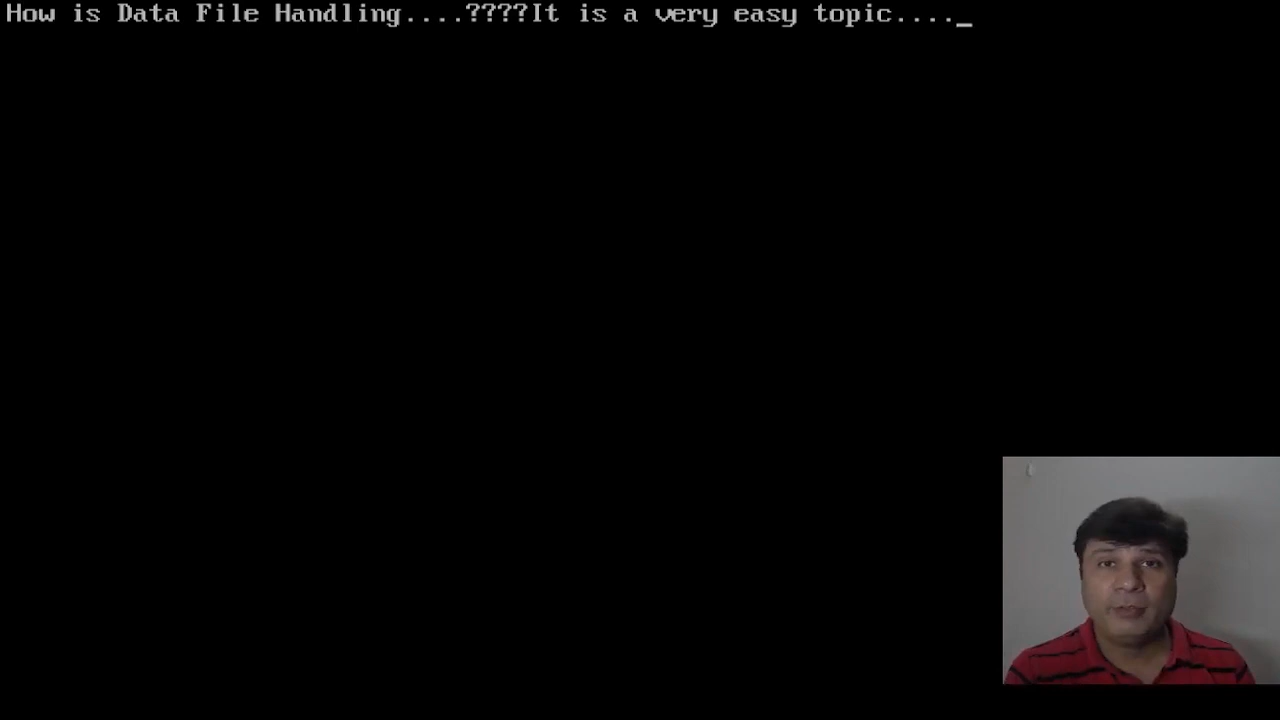 How is Data File Handling....????It is a very easy topic...._